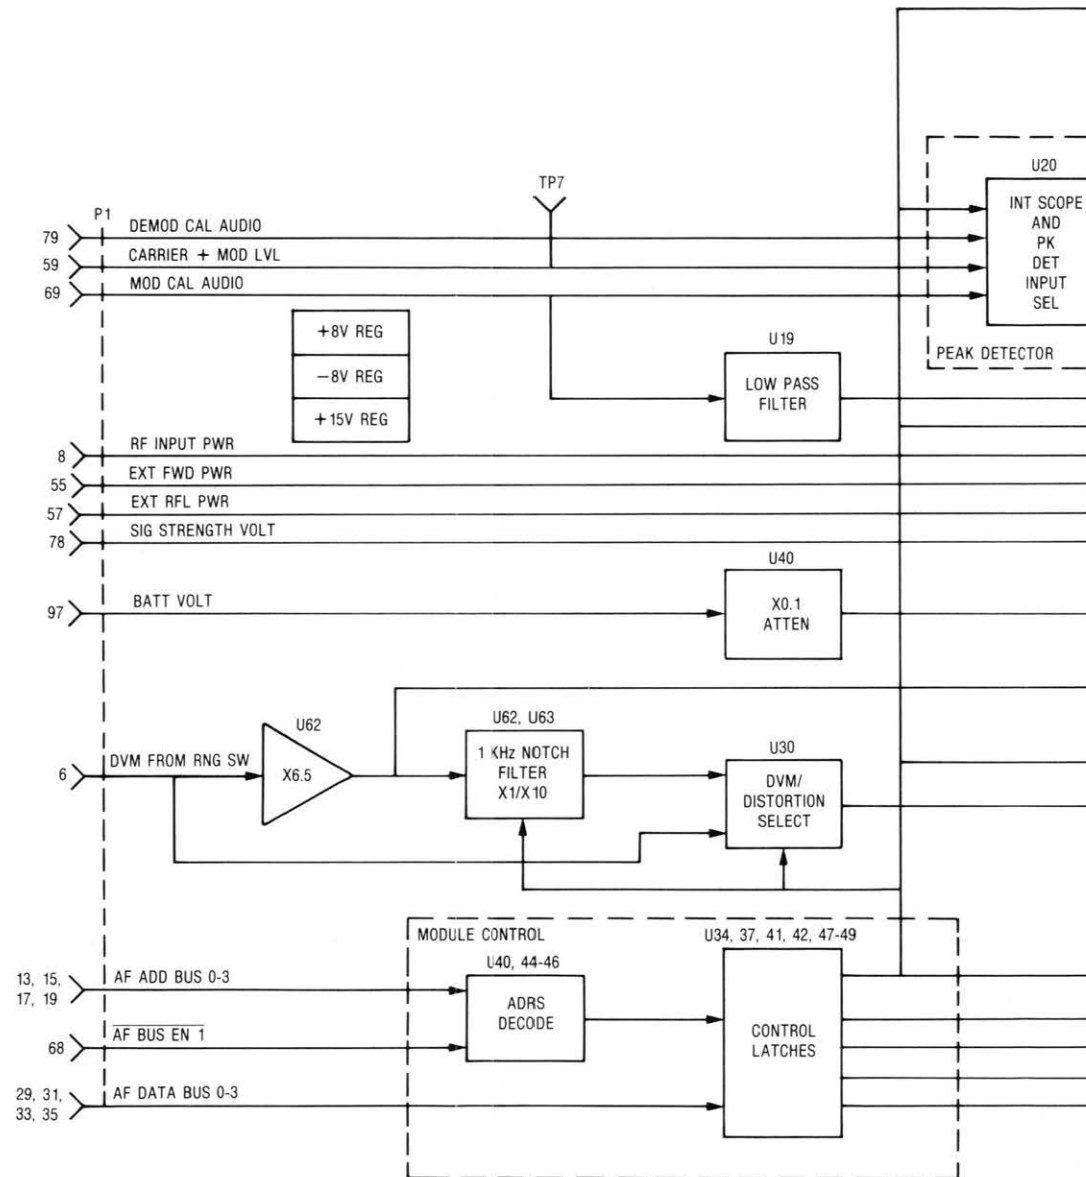 TP7
U20
P1
INT SCOPE
AND
PK
DET
INPUT
SEL
79 DEMOD CAL AUDIO
59 CARRIER + MOD LVL
69 MOD CAL AUDIO
+8V REG
−8V REG
+15V REG
U19
LOW PASS
FILTER
PEAK DETECTOR
8 RF INPUT PWR
55 EXT FWD PWR
57 EXT RFL PWR
78 SIG STRENGTH VOLT
U40
X0.1
ATTEN
97 BATT VOLT
U62
X6.5
U62, U63
1 KHz NOTCH
FILTER
X1/X10
U30
DVM/
DISTORTION
SELECT
6 DVM FROM RNG SW
MODULE CONTROL
U34, 37, 41, 42, 47-49
U40, 44-46
ADRS
DECODE
CONTROL
LATCHES
13, 15,
17, 19
AF ADD BUS 0-3
68 AF BUS EN 1
29, 31,
33, 35
AF DATA BUS 0-3